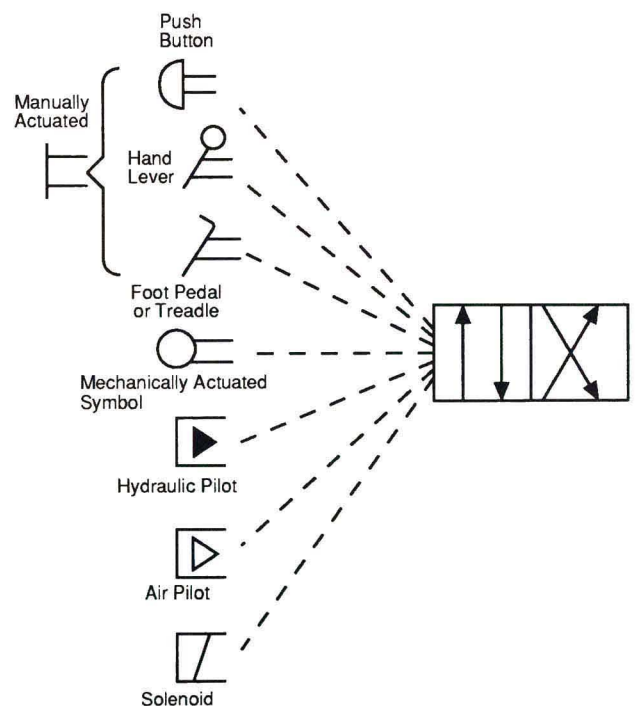 Push
Button
Manually
Actuated
Hand
Lever
Foot Pedal
or Treadle
Mechanically Actuated
Symbol
Hydraulic Pilot
Air Pilot
Solenoid